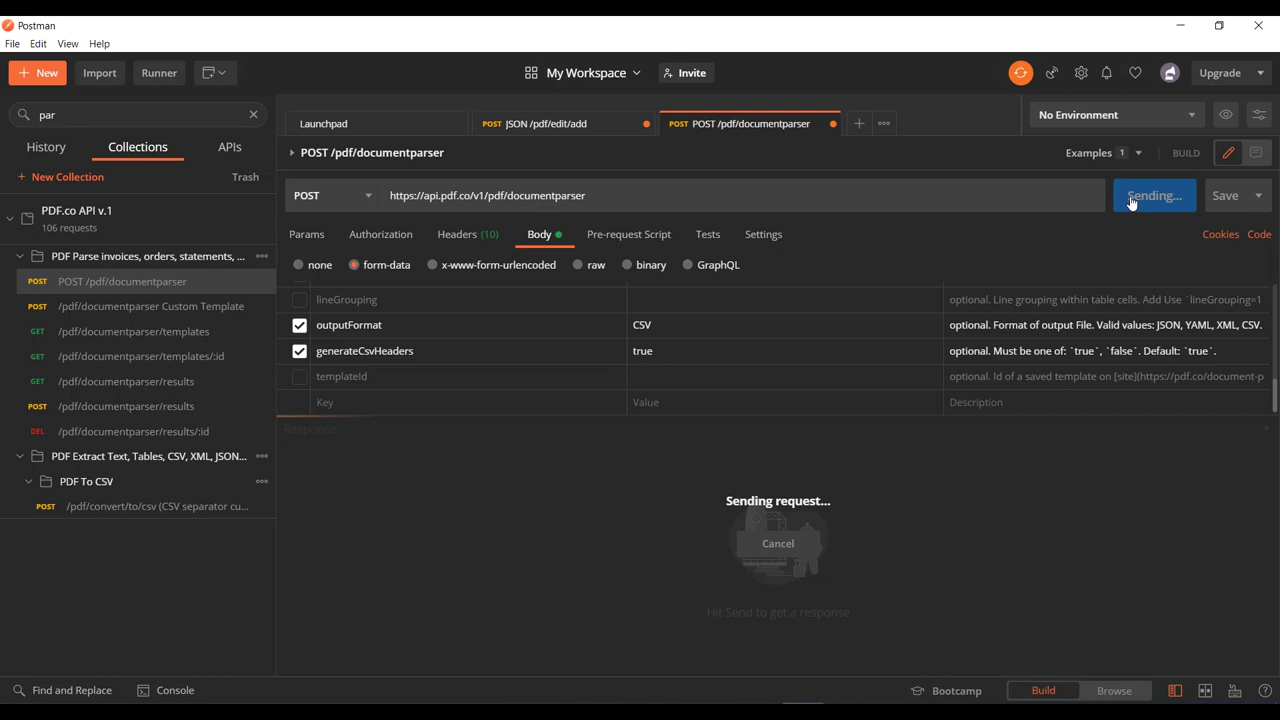 Postman
File Edit View Help
New Import Runner My Workspace Invite Upgrade
par
Launchpad POST JSON /pdf/edit/add POST POST /pdf/documentparser No Environment
History Collections APIs
POST /pdf/documentparser Examples 1 BUILD
New Collection Trash
POST https://api.pdf.co/v1/pdf/documentparser Sending... Save
PDF.co API v.1
106 requests
Params Authorization Headers (10) Body Pre-request Script Tests Settings Cookies Code
PDF Parse invoices, orders, statements, ...
none form-data x-www-form-urlencoded raw binary GraphQL
POST POST /pdf/documentparser
lineGrouping optional. Line grouping within table cells. Add Use `lineGrouping=1
POST /pdf/documentparser Custom Template
outputFormat CSV optional. Format of output File. Valid values: JSON, YAML, XML, CSV.
GET /pdf/documentparser/templates
generateCsvHeaders true optional. Must be one of: `true`, `false`. Default: `true`.
GET /pdf/documentparser/templates/:id
templateId optional. Id of a saved template on [site](https://pdf.co/document-p
GET /pdf/documentparser/results
Key Value Description
POST /pdf/documentparser/results
Response
DEL /pdf/documentparser/results/:id
PDF Extract Text, Tables, CSV, XML, JSON...
PDF To CSV
POST /pdf/convert/to/csv (CSV separator cu...
Sending request...
Cancel
Hit Send to get a response
Find and Replace Console Bootcamp Build Browse